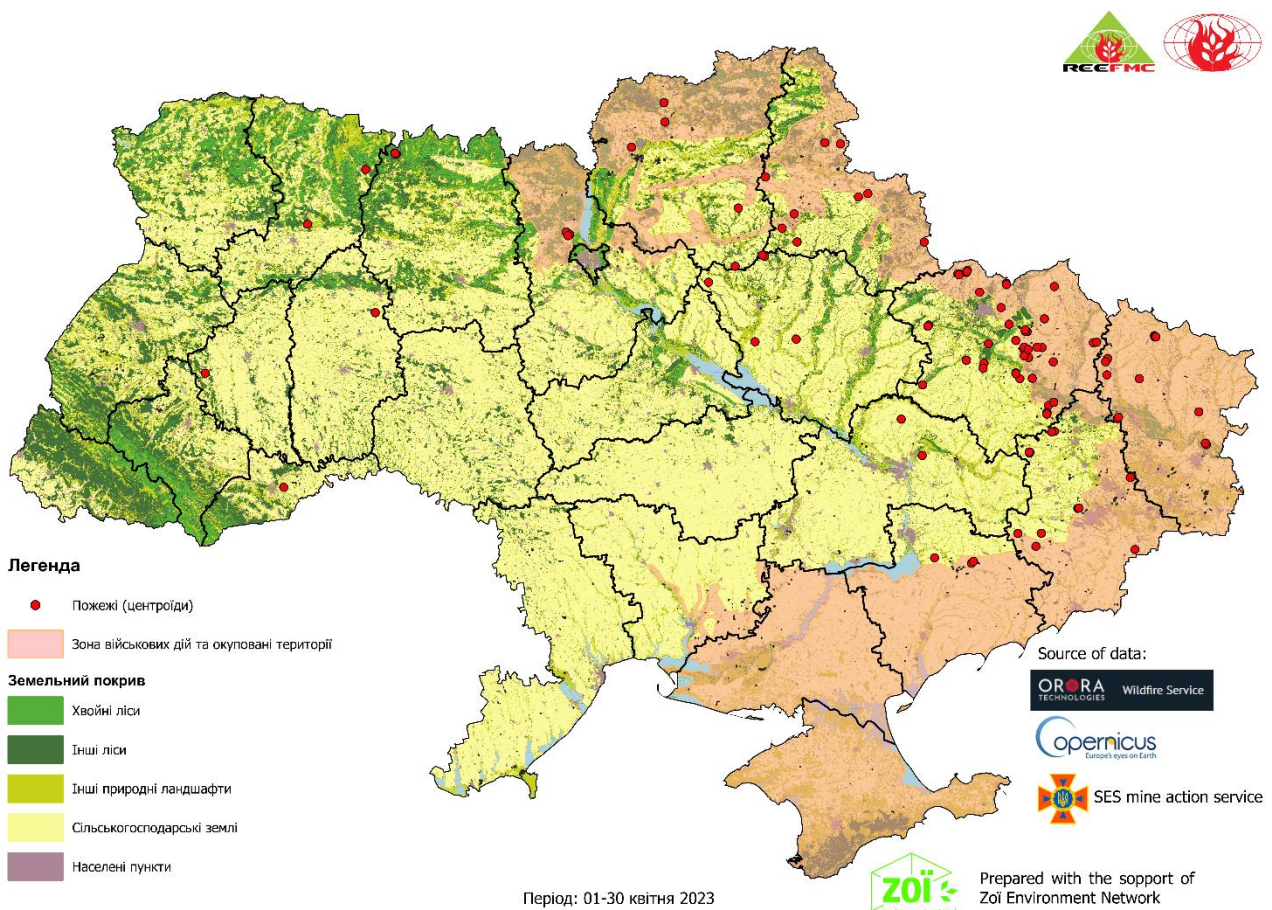 REEFMC
Легенда
Пожежі (центроїди)
Зона військових дій та окуповані території
Земельний покрив
Хвойні ліси
Інші ліси
Інші природні ландшафти
Сільськогосподарські землі
Населені пункти
Період: 01-30 квітня 2023
Source of data:
ORORA
TECHNOLOGIES
Wildfire Service
Copernicus
Europe's eyes on Earth
SES mine action service
zoï
Prepared with the sopport of
Zoï Environment Network